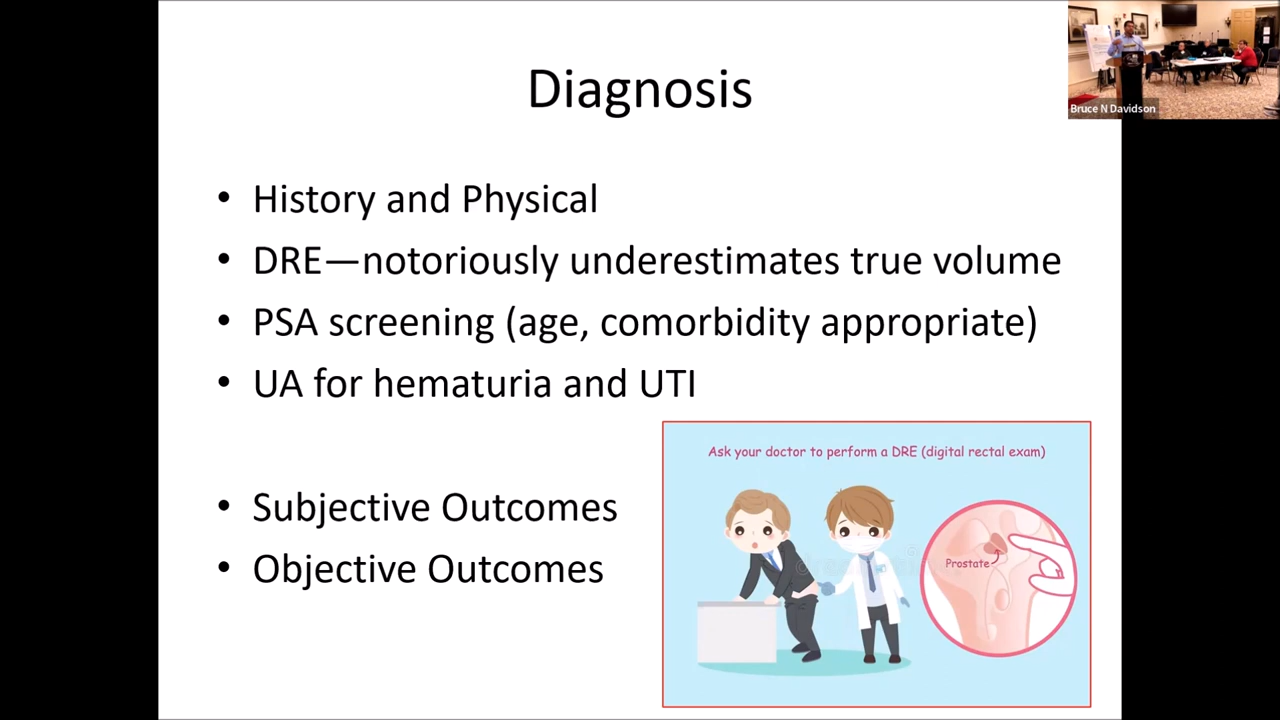 Diagnosis
Bruce N Davidson
• History and Physical
• DRE—notoriously underestimates true volume
• PSA screening (age, comorbidity appropriate)
• UA for hematuria and UTI
• Subjective Outcomes
• Objective Outcomes
Ask your doctor to perform a DRE (digital rectal exam)
Prostate